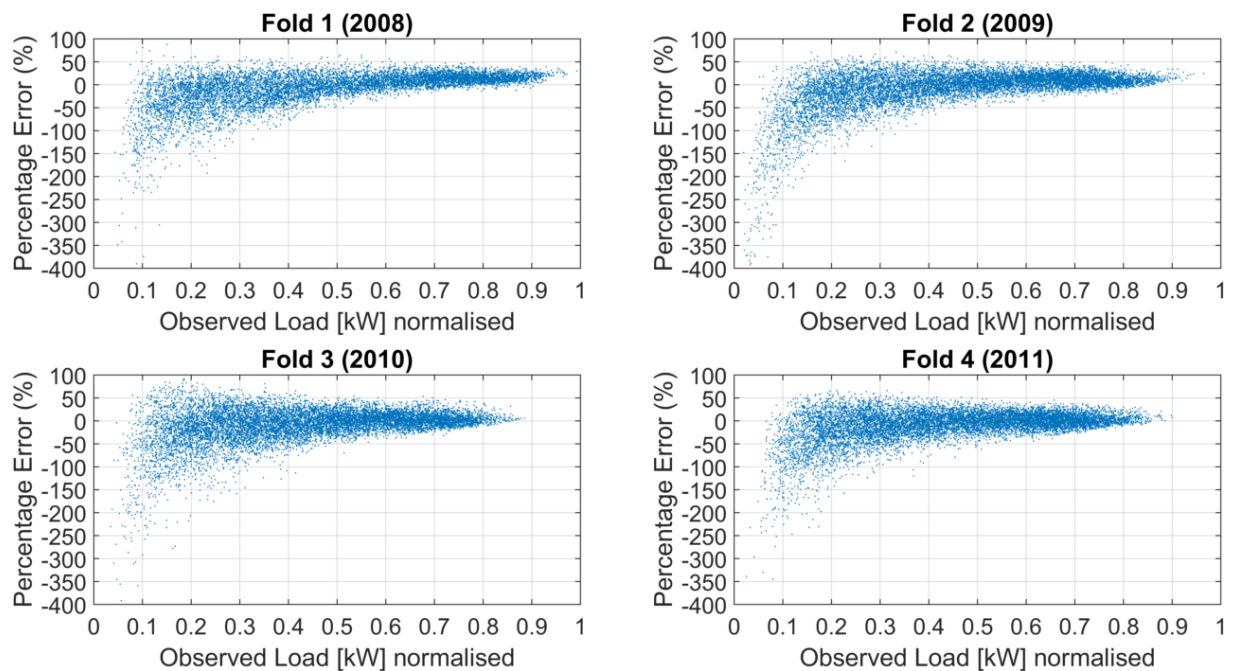 Fold 1 (2008)
Percentage Error (%)
100
50
0
-50
-100
-150
-200
-250
-300
-350
-400
0 0.1 0.2 0.3 0.4 0.5 0.6 0.7 0.8 0.9 1
Observed Load [kW] normalised
Fold 2 (2009)
Percentage Error (%)
100
50
0
-50
-100
-150
-200
-250
-300
-350
-400
0 0.1 0.2 0.3 0.4 0.5 0.6 0.7 0.8 0.9 1
Observed Load [kW] normalised
Fold 3 (2010)
Percentage Error (%)
100
50
0
-50
-100
-150
-200
-250
-300
-350
-400
0 0.1 0.2 0.3 0.4 0.5 0.6 0.7 0.8 0.9 1
Observed Load [kW] normalised
Fold 4 (2011)
Percentage Error (%)
100
50
0
-50
-100
-150
-200
-250
-300
-350
-400
0 0.1 0.2 0.3 0.4 0.5 0.6 0.7 0.8 0.9 1
Observed Load [kW] normalised